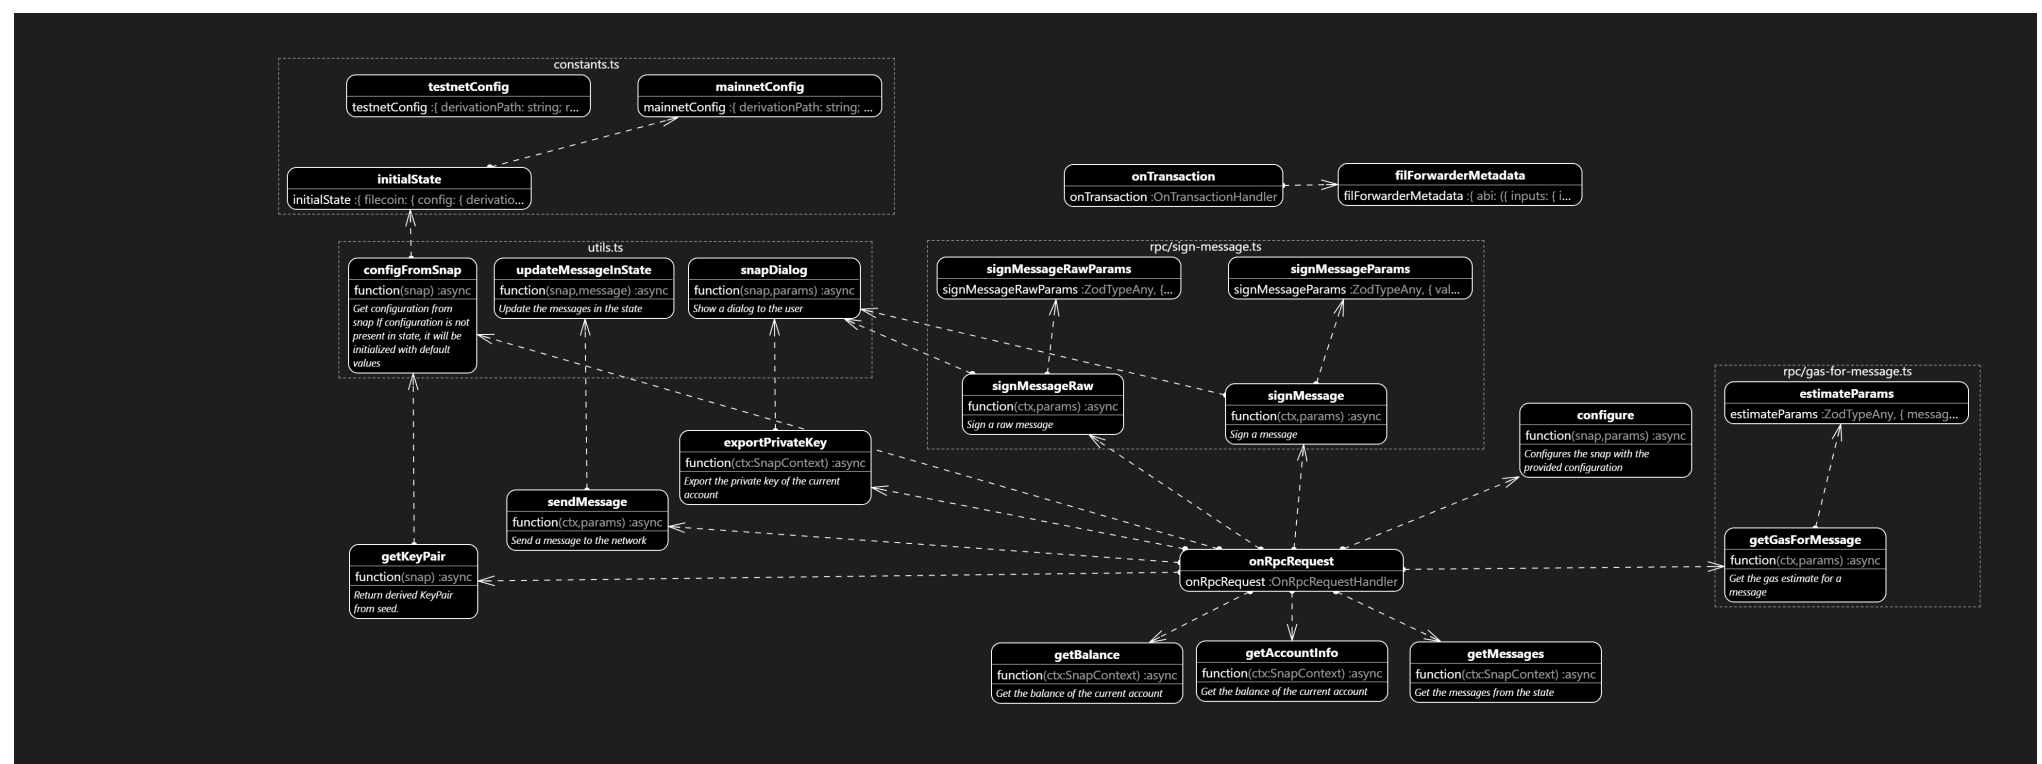 constants.ts
testnetConfig
testnetConfig :{ derivationPath: string; r...
mainnetConfig
mainnetConfig :{ derivationPath: string; ...
initialState
initialState :{ filecoin: { config: { derivatio...
onTransaction
onTransaction :OnTransactionHandler
filForwarderMetadata
filForwarderMetadata :{ abi: ({ inputs: { i...
utils.ts
configFromSnap
function(snap) :async
Get configuration from
snap If configuration is not
present in state, it will be
initialized with default
values
updateMessageInState
function(snap,message) :async
Update the messages in the state
snapDialog
function(snap,params) :async
Show a dialog to the user
rpc/sign-message.ts
signMessageRawParams
signMessageRawParams :ZodTypeAny, {...
signMessageParams
signMessageParams :ZodTypeAny, { val...
signMessageRaw
function(ctx,params) :async
Sign a raw message
signMessage
function(ctx,params) :async
Sign a message
rpc/gas-for-message.ts
estimateParams
estimateParams :ZodTypeAny, { messag...
configure
function(snap,params) :async
Configures the snap with the
provided configuration
exportPrivateKey
function(ctx:SnapContext) :async
Export the private key of the current
account
sendMessage
function(ctx,params) :async
Send a message to the network
getKeyPair
function(snap) :async
Return derived KeyPair
from seed.
onRpcRequest
onRpcRequest :OnRpcRequestHandler
getGasForMessage
function(ctx,params) :async
Get the gas estimate for a
message
getBalance
function(ctx:SnapContext) :async
Get the balance of the current account
getAccountInfo
function(ctx:SnapContext) :async
Get the balance of the current account
getMessages
function(ctx:SnapContext) :async
Get the messages from the state